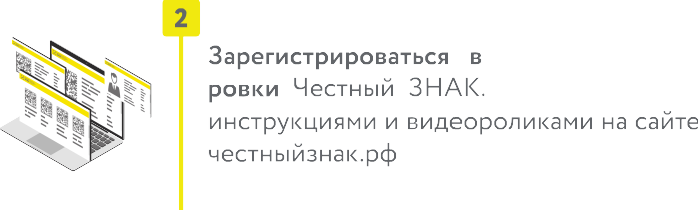 2
Зарегистрироваться в
ровки Честный ЗНАК.
инструкциями и видеороликами на сайте
честныйзнак.рф